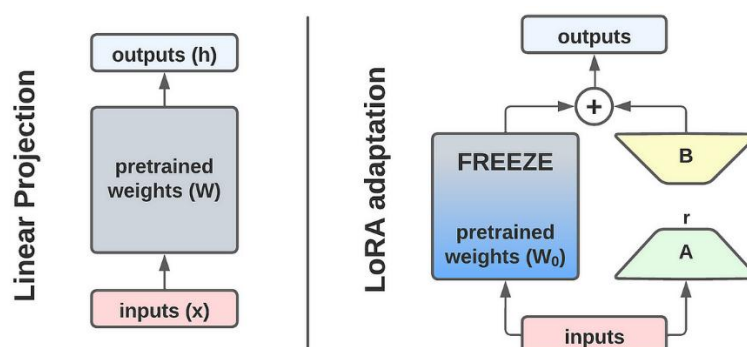 Linear Projection
outputs (h)
pretrained
weights (W)
inputs (x)
LoRA adaptation
outputs
+
FREEZE
pretrained
weights (W₀)
B
r
A
inputs